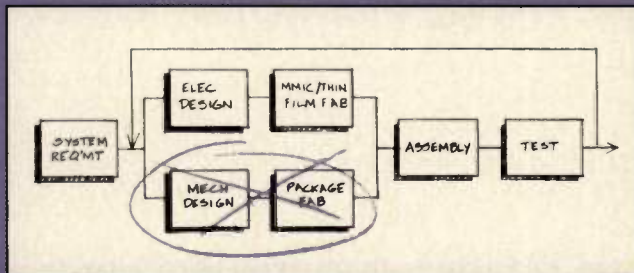 SYSTEM
REQ'MT
ELEC
DESIGN
MMIC/THIN
FILM FAB
MECH
DESIGN
PACKAGE
FAB
ASSEMBLY
TEST